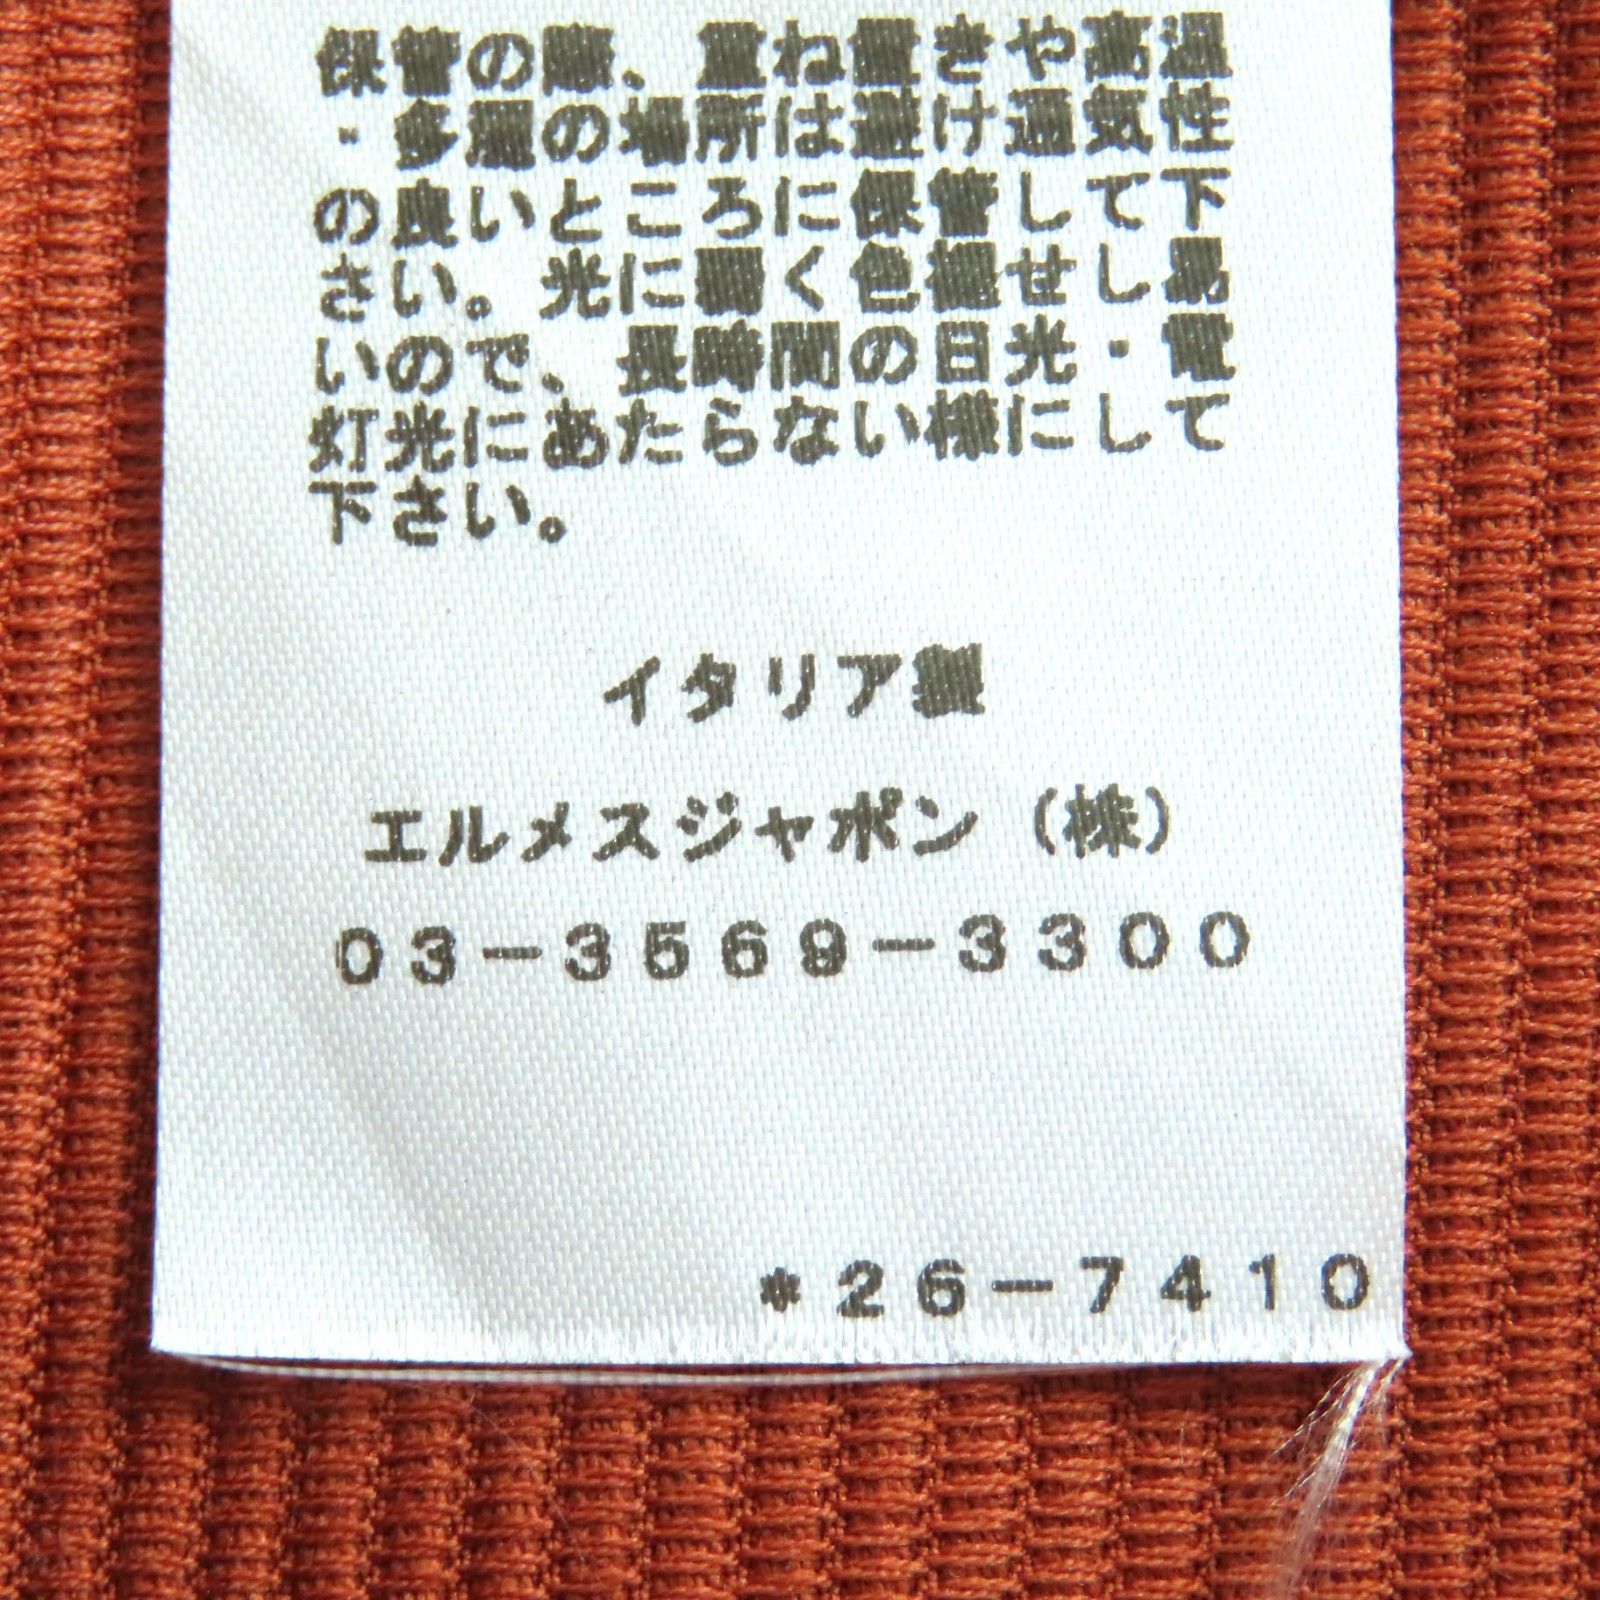 保管の際、重ね置きや高温
・多湿の場所は避け通気性
の良いところに保管して下
さい。光に弱く色褪せし易
いので、長時間の日光・電
灯光にあたらない様にして
下さい。
イタリア製
エルメスジャポン（株）
03-3569-3300
*26-7410